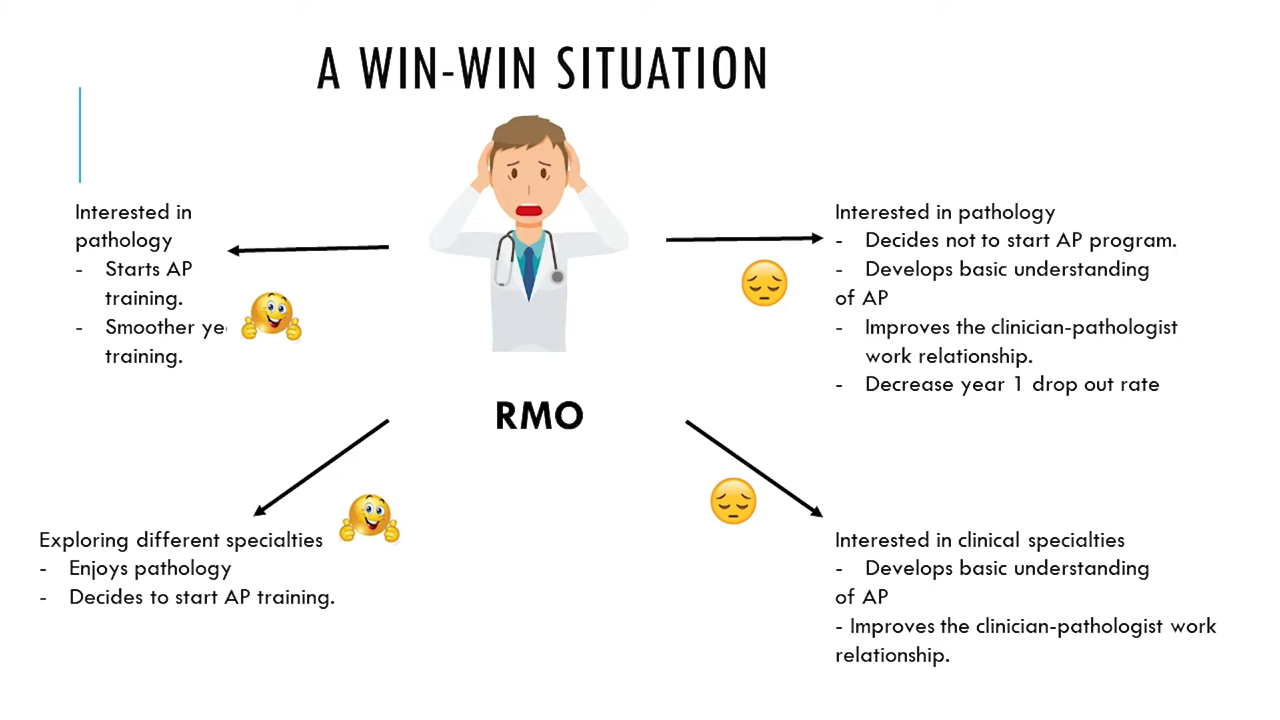 A WIN-WIN SITUATION
Interested in
pathology
- Starts AP
training.
- Smoother
training.
Interested in pathology
- Decides not to start AP program.
- Develops basic understanding
of AP
- Improves the clinician-pathologist
work relationship.
- Decrease year 1 drop out rate
RMO
Exploring different specialties
- Enjoys pathology
- Decides to start AP training.
Interested in clinical specialties
- Develops basic understanding
of AP
- Improves the clinician-pathologist work
relationship.